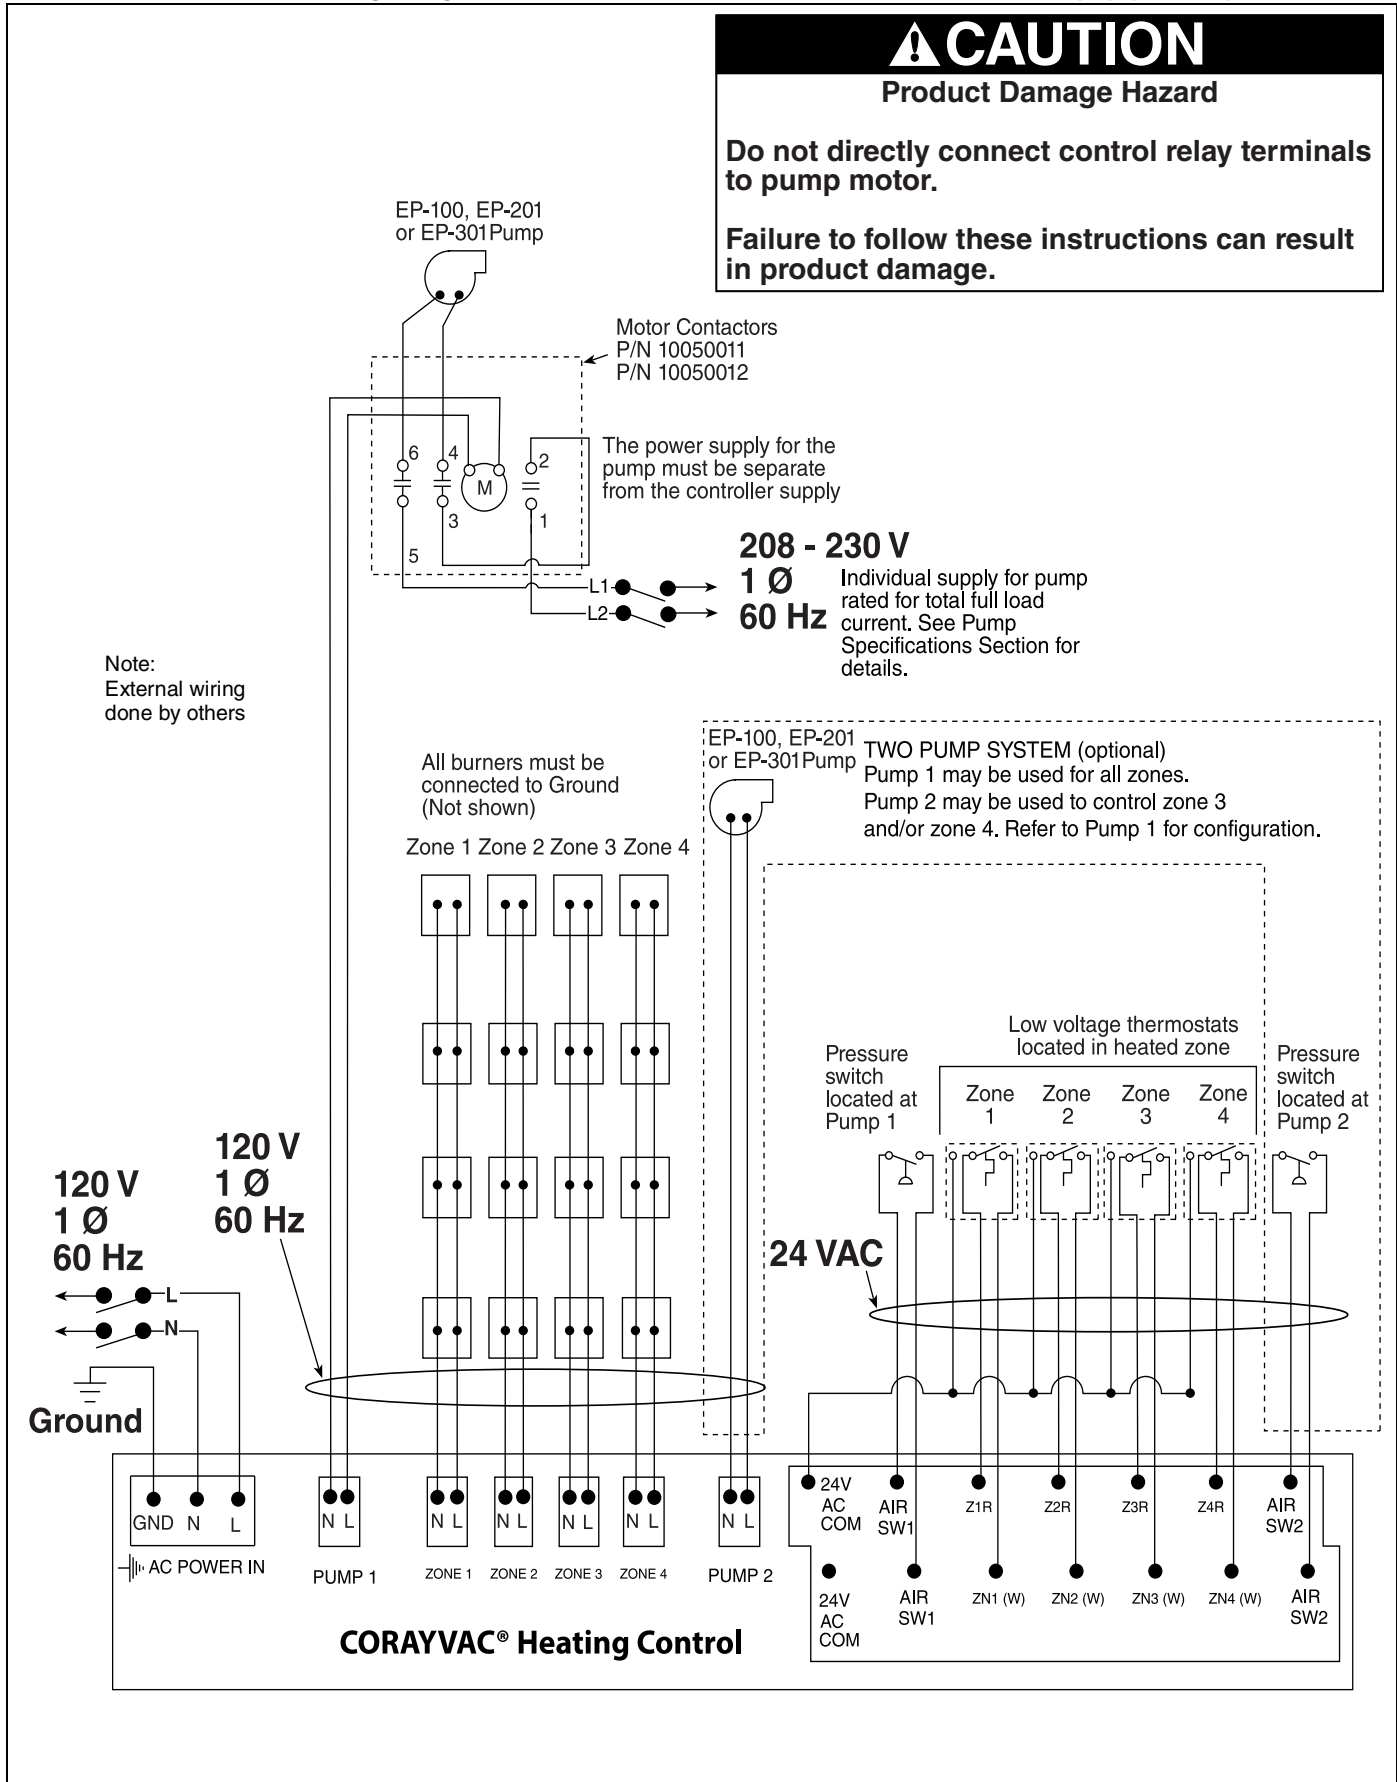 CAUTION
Product Damage Hazard
Do not directly connect control relay terminals
to pump motor.
Failure to follow these instructions can result
in product damage.
EP-100, EP-201
or EP-301Pump
Motor Contactors
P/N 10050011
P/N 10050012
6
4
2
M
3
1
5
The power supply for the
pump must be separate
from the controller supply
208 - 230 V
1 Ø
60 Hz
L1
L2
Individual supply for pump
rated for total full load
current. See Pump
Specifications Section for
details.
Note:
External wiring
done by others
EP-100, EP-201
or EP-301Pump
TWO PUMP SYSTEM (optional)
Pump 1 may be used for all zones.
Pump 2 may be used to control zone 3
and/or zone 4. Refer to Pump 1 for configuration.
All burners must be
connected to Ground
(Not shown)
Zone 1 Zone 2 Zone 3 Zone 4
Low voltage thermostats
located in heated zone
Pressure
switch
located at
Pump 1
Zone
1
Zone
2
Zone
3
Zone
4
Pressure
switch
located at
Pump 2
120 V
1 Ø
60 Hz
120 V
1 Ø
60 Hz
24 VAC
L
N
Ground
GND N L
AC POWER IN
N L
PUMP 1
N L
ZONE 1
N L
ZONE 2
N L
ZONE 3
N L
ZONE 4
N L
PUMP 2
24V
AC
COM
AIR
SW1
Z1R
Z2R
Z3R
Z4R
AIR
SW2
24V
AC
COM
AIR
SW1
ZN1 (W)
ZN2 (W)
ZN3 (W)
ZN4 (W)
AIR
SW2
CORAYVAC® Heating Control